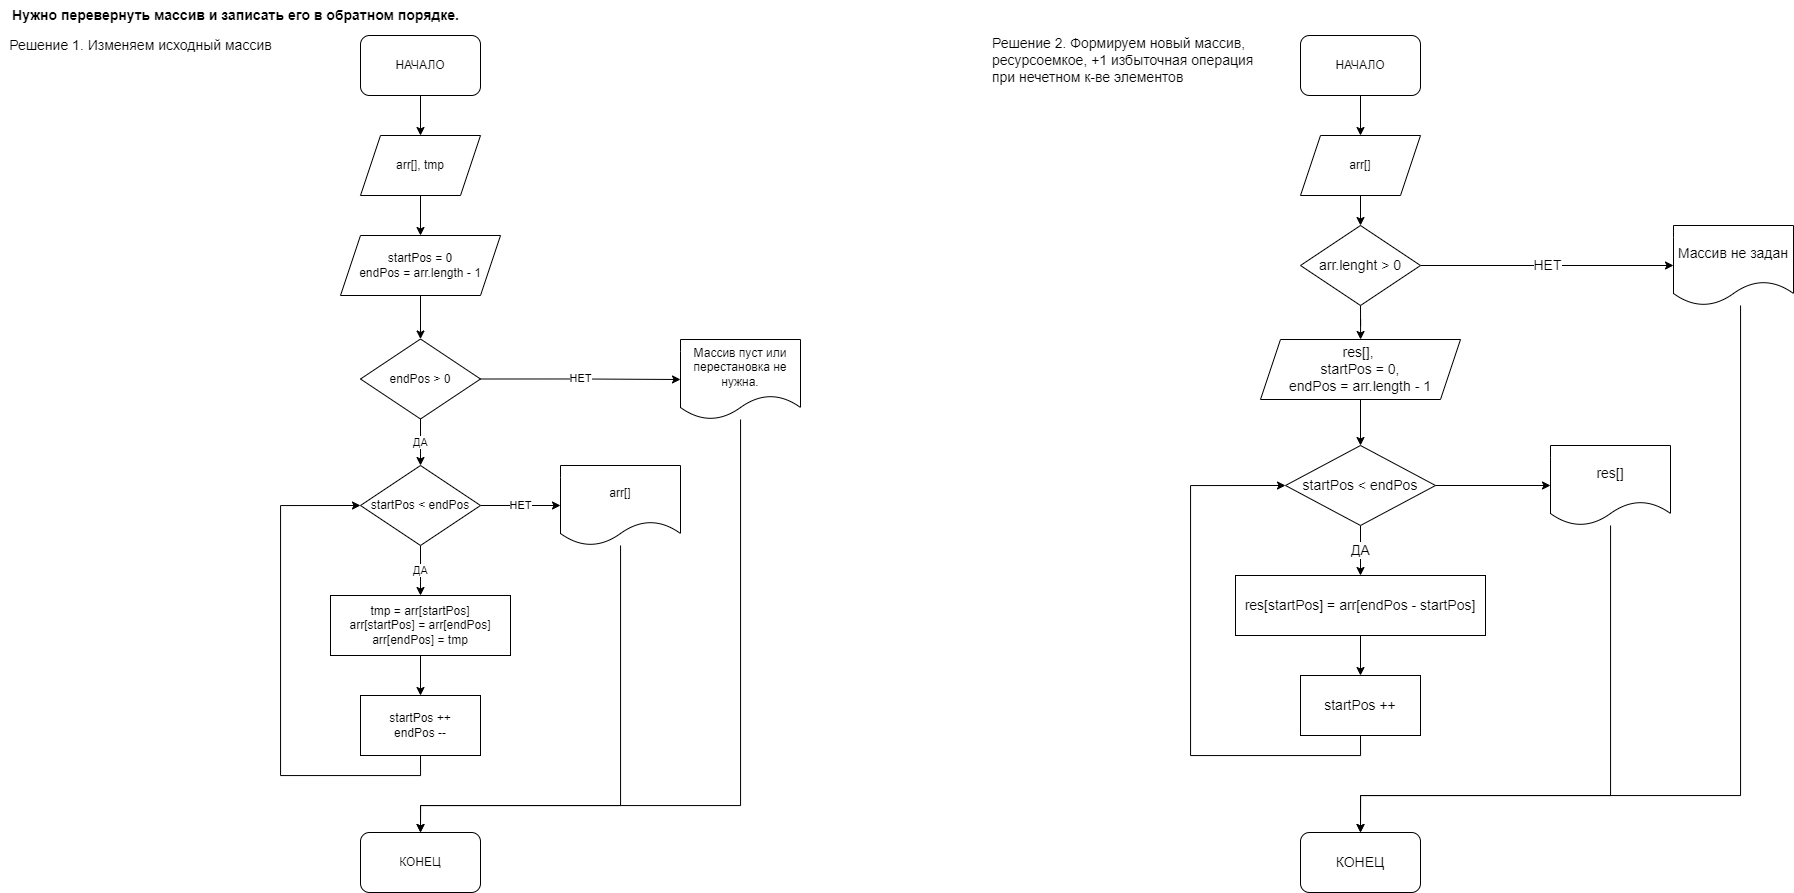 Нужно перевернуть массив и записать его в обратном порядке.
Решение 1. Изменяем исходный массив
НАЧАЛО
arr[], tmp
startPos = 0
endPos = arr.length - 1
endPos > 0
НЕТ
Массив пуст или
перестановка не
нужна.
ДА
startPos < endPos
НЕТ
arr[]
ДА
tmp = arr[startPos]
arr[startPos] = arr[endPos]
arr[endPos] = tmp
startPos ++
endPos --
КОНЕЦ
Решение 2. Формируем новый массив,
ресурсоемкое, +1 избыточная операция
при нечетном к-ве элементов
НАЧАЛО
arr[]
arr.lenght > 0
НЕТ
Массив не задан
res[],
startPos = 0,
endPos = arr.length - 1
startPos < endPos
res[]
ДА
res[startPos] = arr[endPos - startPos]
startPos ++
КОНЕЦ